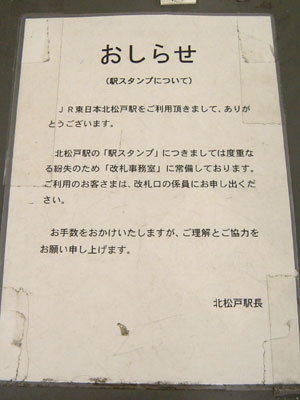 おしらせ
（駅スタンプについて）
ＪＲ東日本北松戸駅をご利用頂きまして、ありが
とうございます。
北松戸駅の「駅スタンプ」につきましては度重な
る紛失のため「改札事務室」に常備しております。
ご利用のお客さまは、改札口の係員にお申し出くだ
さい。
お手数をおかけいたしますが、ご理解とご協力を
お願い申し上げます。
北松戸駅長